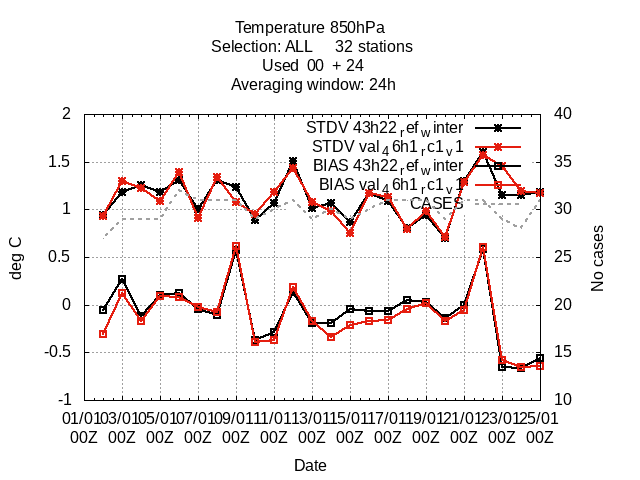 Temperature 850hPa
Selection: ALL 32 stations
Used 00 + 24
Averaging window: 24h
STDV 43h22refwinter
STDV val46h1rc1v1
BIAS 43h22refwinter
BIAS val46h1rc1v1
CASES
deg C
2
1.5
1
0.5
0
-0.5
-1
40
35
30
25
20
15
10
No cases
01/01 03/01 05/01 07/01 09/01 11/01 13/01 15/01 17/01 19/01 21/01 23/01 25/01
00Z 00Z 00Z 00Z 00Z 00Z 00Z 00Z 00Z 00Z 00Z 00Z 00Z
Date